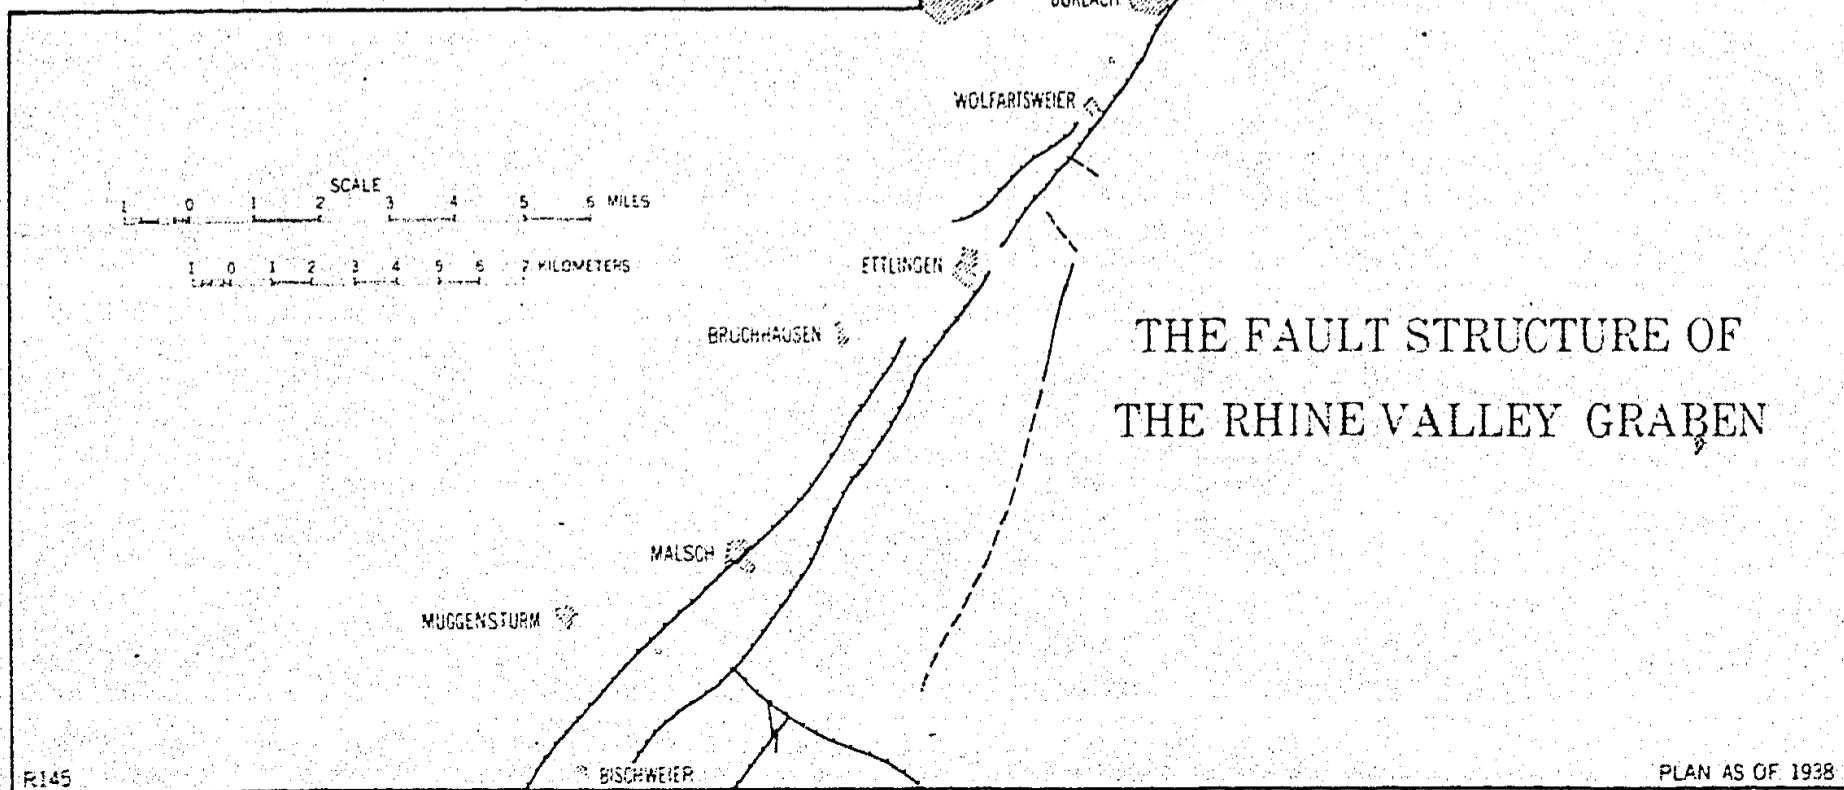 DURLACH
WOLFARTSWEIER
SCALE
1 0 1 2 3 4 5 6 MILES
1 0 1 2 3 4 5 6 7 KILOMETERS
ETTLINGEN
BRUCHHAUSEN
THE FAULT STRUCTURE OF
THE RHINE VALLEY GRABEN
MALSCH
MUGGENSTURM
BISCHWEIER
R145
PLAN AS OF 1938